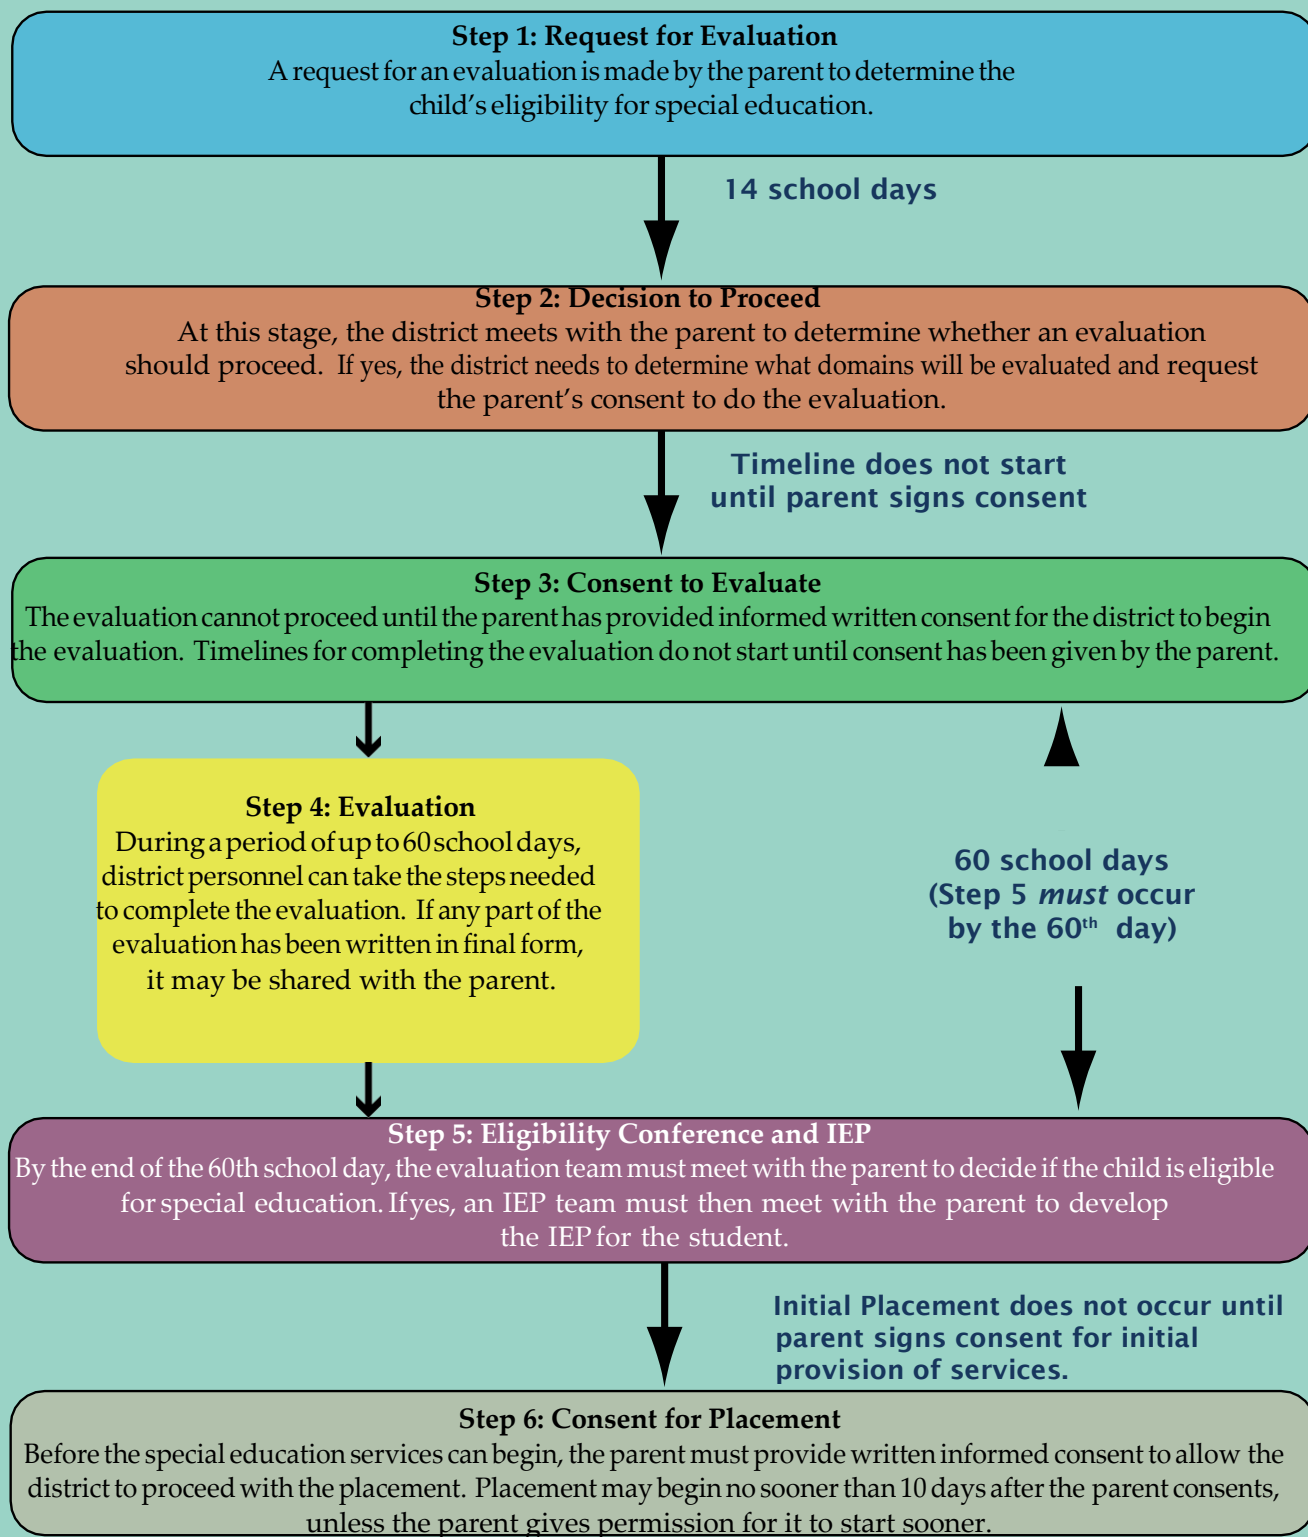 Step 1: Request for Evaluation
A request for an evaluation is made by the parent to determine the
child's eligibility for special education.
14 school days
Step 2: Decision to Proceed
At this stage, the district meets with the parent to determine whether an evaluation
should proceed. If yes, the district needs to determine what domains will be evaluated and request
the parent's consent to do the evaluation.
Timeline does not start
until parent signs consent
Step 3: Consent to Evaluate
The evaluation cannot proceed until the parent has provided informed written consent for the district to begin
the evaluation. Timelines for completing the evaluation do not start until consent has been given by the parent.
Step 4: Evaluation
During a period of up to 60 school days,
district personnel can take the steps needed
to complete the evaluation. If any part of the
evaluation has been written in final form,
it may be shared with the parent.
60 school days
(Step 5 must occur
by the 60th day)
Step 5: Eligibility Conference and IEP
By the end of the 60th school day, the evaluation team must meet with the parent to decide if the child is eligible
for special education. If yes, an IEP team must then meet with the parent to develop
the IEP for the student.
Initial Placement does not occur until
parent signs consent for initial
provision of services.
Step 6: Consent for Placement
Before the special education services can begin, the parent must provide written informed consent to allow the
district to proceed with the placement. Placement may begin no sooner than 10 days after the parent consents,
unless the parent gives permission for it to start sooner.